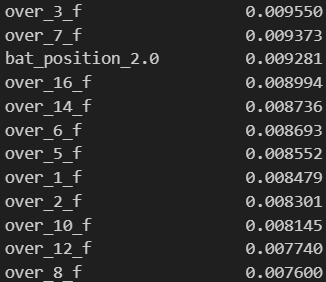 over_3_f 0.009550
over_7_f 0.009373
bat_position_2.0 0.009281
over_16_f 0.008994
over_14_f 0.008736
over_6_f 0.008693
over_5_f 0.008552
over_1_f 0.008479
over_2_f 0.008301
over_10_f 0.008145
over_12_f 0.007740
over_8_f 0.007600